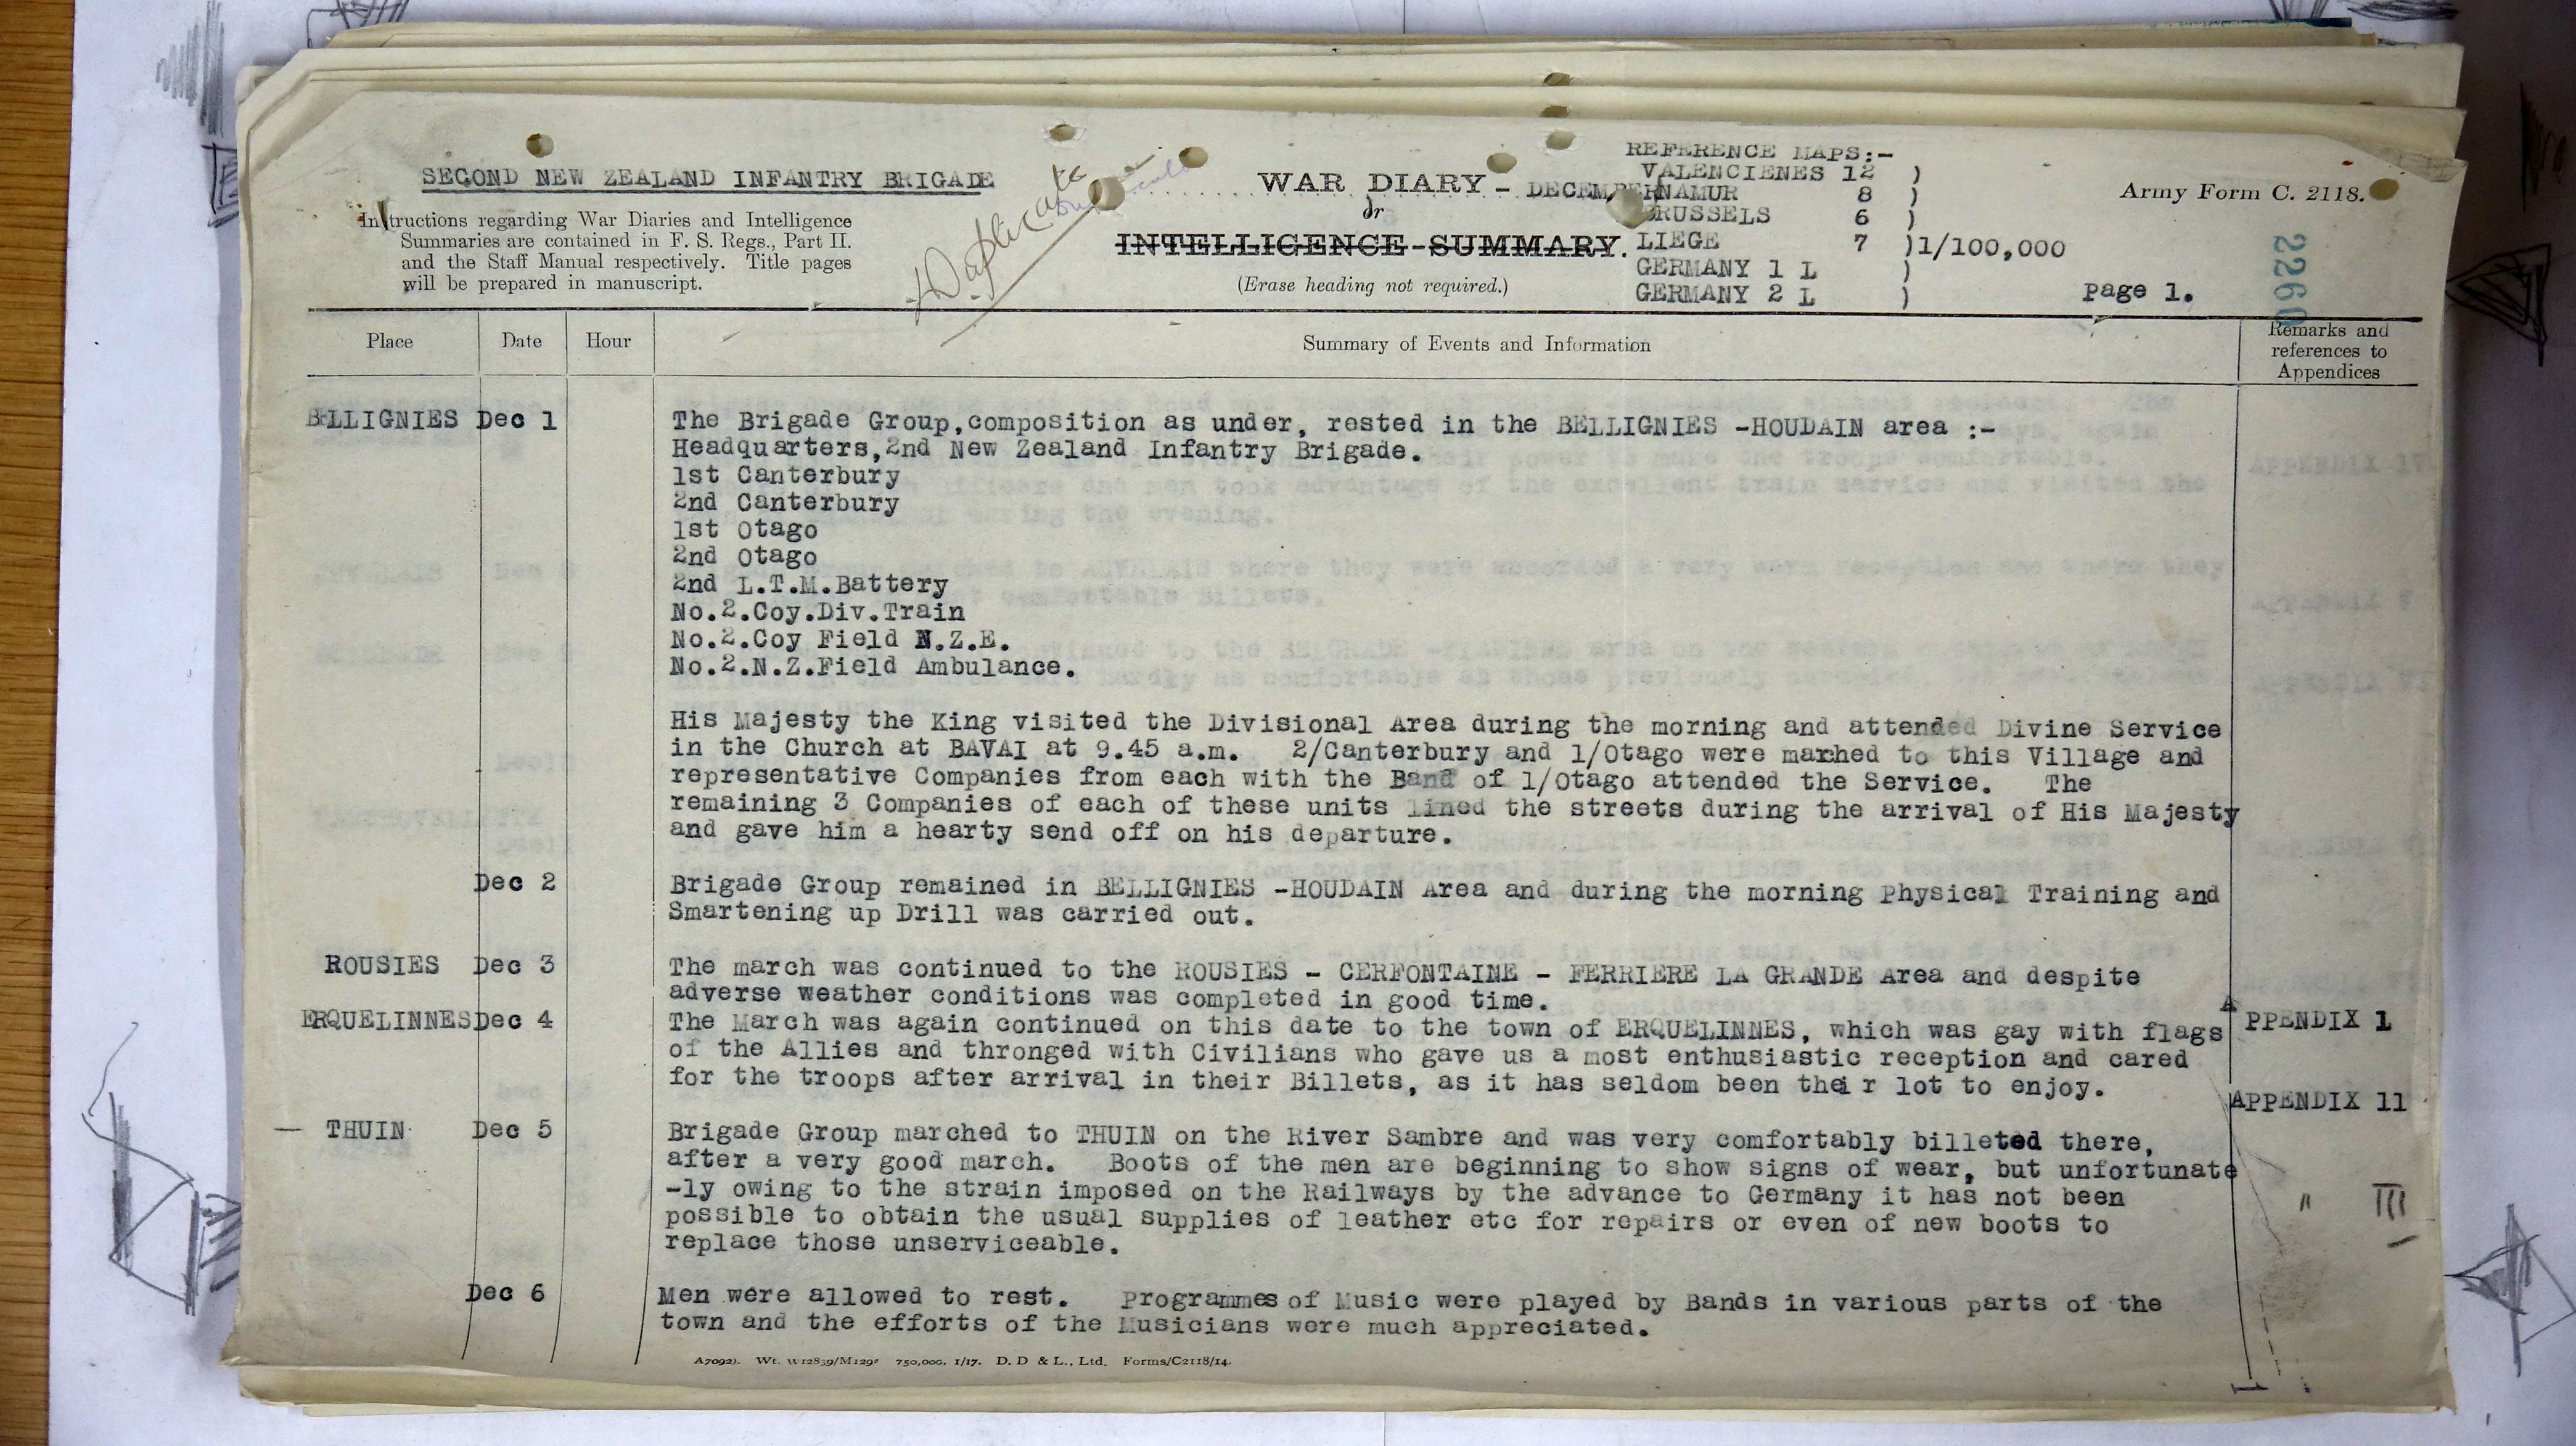 SECOND NEW ZEALAND INFANTRY BRIGADE
Instructions regarding War Diaries and Intelligence
Summaries are contained in F. S. Regs., Part II.
and the Staff Manual respectively. Title pages
will be prepared in manuscript.
Duplicate
WAR DIARY - DECEMBER
or
INTELLIGENCE-SUMMARY.
(Erase heading not required.)
REFERENCE MAPS:-
VALENCIENES 12 )
NAMUR 8 )
BRUSSELS 6 )
LIEGE 7 )1/100,000
GERMANY 1 L )
GERMANY 2 L )
Army Form C. 2118.
2260
Page 1.
Place Date Hour Summary of Events and Information Remarks and
references to
Appendices
BELLIGNIES Dec 1 The Brigade Group,composition as under, rested in the BELLIGNIES -HOUDAIN area :-
Headquarters,2nd New Zealand Infantry Brigade.
1st Canterbury
2nd Canterbury
1st Otago
2nd Otago
2nd L.T.M.Battery
No.2.Coy.Div.Train
No.2.Coy Field N.Z.E.
No.2.N.Z.Field Ambulance.
His Majesty the King visited the Divisional Area during the morning and attended Divine Service
in the Church at BAVAI at 9.45 a.m. 2/Canterbury and 1/Otago were marched to this Village and
representative Companies from each with the Band of 1/Otago attended the Service. The
remaining 3 Companies of each of these units lined the streets during the arrival of His Majesty
and gave him a hearty send off on his departure.
Dec 2 Brigade Group remained in BELLIGNIES -HOUDAIN Area and during the morning Physical Training and
Smartening up Drill was carried out.
ROUSIES Dec 3 The march was continued to the ROUSIES - CERFONTAINE - FERRIERE LA GRANDE Area and despite
adverse weather conditions was completed in good time.
ERQUELINNES Dec 4 The March was again continued on this date to the town of ERQUELINNES, which was gay with flags APPENDIX 1
of the Allies and thronged with Civilians who gave us a most enthusiastic reception and cared
for the troops after arrival in their Billets, as it has seldom been thei r lot to enjoy.
APPENDIX 11
— THUIN Dec 5 Brigade Group marched to THUIN on the River Sambre and was very comfortably billeted there,
after a very good march. Boots of the men are beginning to show signs of wear, but unfortunate
-ly owing to the strain imposed on the Railways by the advance to Germany it has not been " III
possible to obtain the usual supplies of leather etc for repairs or even of new boots to
replace those unserviceable.
Dec 6 Men were allowed to rest. Programmes of Music were played by Bands in various parts of the
town and the efforts of the Musicians were much appreciated.
A7092). Wt. W12839/M1297 750,000. 1/17. D. D & L., Ltd. Forms/C2118/14.